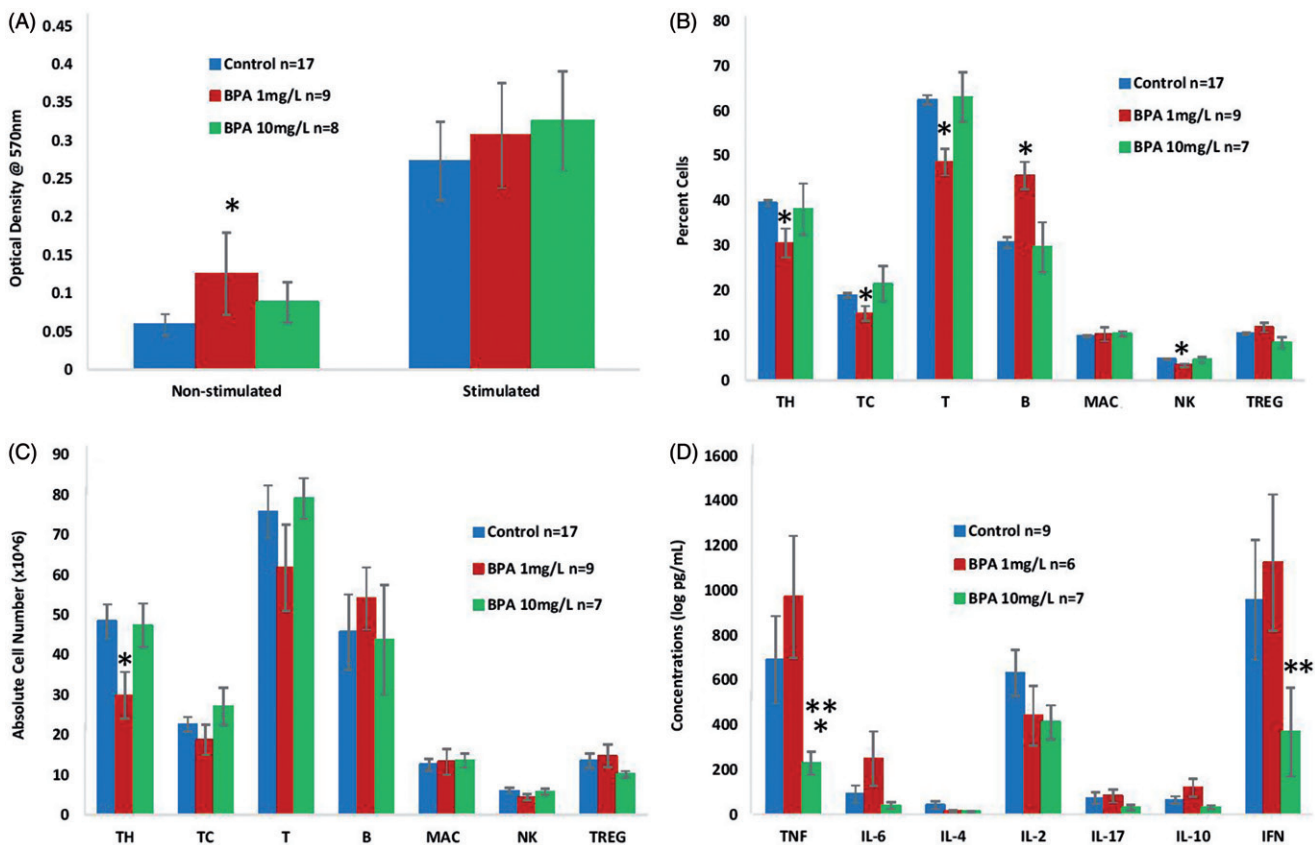 (A)
0.45
0.4
0.35
0.3
0.25
0.2
0.15
0.1
0.05
0
Optical Density @ 570nm
Control n=17
BPA 1mg/L n=9
BPA 10mg/L n=8
*
Non-stimulated Stimulated
(B)
80
70
60
50
40
30
20
10
0
Percent Cells
Control n=17
BPA 1mg/L n=9
BPA 10mg/L n=7
* * * * *
TH TC T B MAC NK TREG
(C)
90
80
70
60
50
40
30
20
10
0
Absolute Cell Number (x10^6)
Control n=17
BPA 1mg/L n=9
BPA 10mg/L n=7
*
TH TC T B MAC NK TREG
(D)
1600
1400
1200
1000
800
600
400
200
0
Concentrations (log pg/mL)
Control n=9
BPA 1mg/L n=6
BPA 10mg/L n=7
**
*
**
TNF IL-6 IL-4 IL-2 IL-17 IL-10 IFN